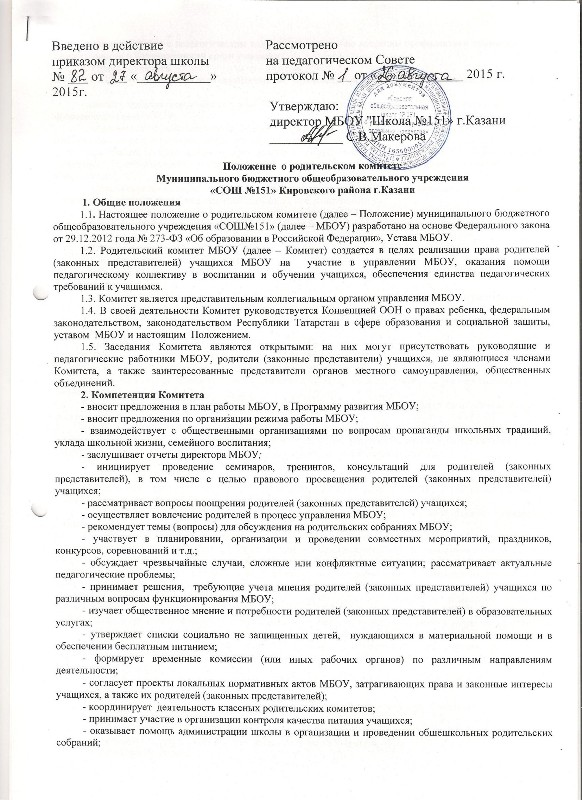 Введено в действие
приказом директора школы
№ 82 от 27 « августа »
2015г.
Рассмотрено
на педагогическом Совете
протокол № 1 от «26» августа 2015 г.
Утверждаю:
директор МБОУ "Школа №151" г.Казани
С.В.Макерова
Положение о родительском комитете
Муниципального бюджетного общеобразовательного учреждения
«СОШ №151» Кировского района г.Казани
1. Общие положения
1.1. Настоящее положение о родительском комитете (далее – Положение) муниципального бюджетного
общеобразовательного учреждения «СОШ№151» (далее – МБОУ) разработано на основе Федерального закона
от 29.12.2012 года № 273-ФЗ «Об образовании в Российской Федерации», Устава МБОУ.
1.2. Родительский комитет МБОУ (далее – Комитет) создается в целях реализации права родителей
(законных представителей) учащихся МБОУ на участие в управлении МБОУ, оказания помощи
педагогическому коллективу в воспитании и обучении учащихся, обеспечения единства педагогических
требований к учащимся.
1.3. Комитет является представительным коллегиальным органом управления МБОУ.
1.4. В своей деятельности Комитет руководствуется Конвенцией ООН о правах ребенка, федеральным
законодательством, законодательством Республики Татарстан в сфере образования и социальной защиты,
уставом МБОУ и настоящим Положением.
1.5. Заседания Комитета являются открытыми: на них могут присутствовать руководящие и
педагогические работники МБОУ, родители (законные представители) учащихся, не являющиеся членами
Комитета, а также заинтересованные представители органов местного самоуправления, общественных
объединений.
2. Компетенция Комитета
- вносит предложения в план работы МБОУ, в Программу развития МБОУ;
- вносит предложения по организации режима работы МБОУ;
- взаимодействует с общественными организациями по вопросам пропаганды школьных традиций,
уклада школьной жизни, семейного воспитания;
- заслушивает отчеты директора МБОУ;
- инициирует проведение семинаров, тренингов, консультаций для родителей (законных
представителей), в том числе с целью правового просвещения родителей (законных представителей)
учащихся;
- рассматривает вопросы поощрения родителей (законных представителей) учащихся;
- осуществляет вовлечение родителей в процесс управления МБОУ;
- рекомендует темы (вопросы) для обсуждения на родительских собраниях МБОУ;
- участвует в планировании, организации и проведении совместных мероприятий, праздников,
конкурсов, соревнований и т.д.;
- обсуждает чрезвычайные случаи, сложные или конфликтные ситуации; рассматривает актуальные
педагогические проблемы;
- принимает решения, требующие учета мнения родителей (законных представителей) учащихся по
различным вопросам функционирования МБОУ;
- изучает общественное мнение и потребности родителей (законных представителей) в образовательных
услугах;
- утверждает списки социально не защищенных детей, нуждающихся в материальной помощи и в
обеспечении бесплатным питанием;
- формирует временные комиссии (или иных рабочих органов) по различным направлениям
деятельности;
- согласует проекты локальных нормативных актов МБОУ, затрагивающих права и законные интересы
учащихся, а также их родителей (законных представителей);
- координирует деятельность классных родительских комитетов;
- принимает участие в организации контроля качества питания учащихся;
- оказывает помощь администрации школы в организации и проведении общешкольных родительских
собраний;